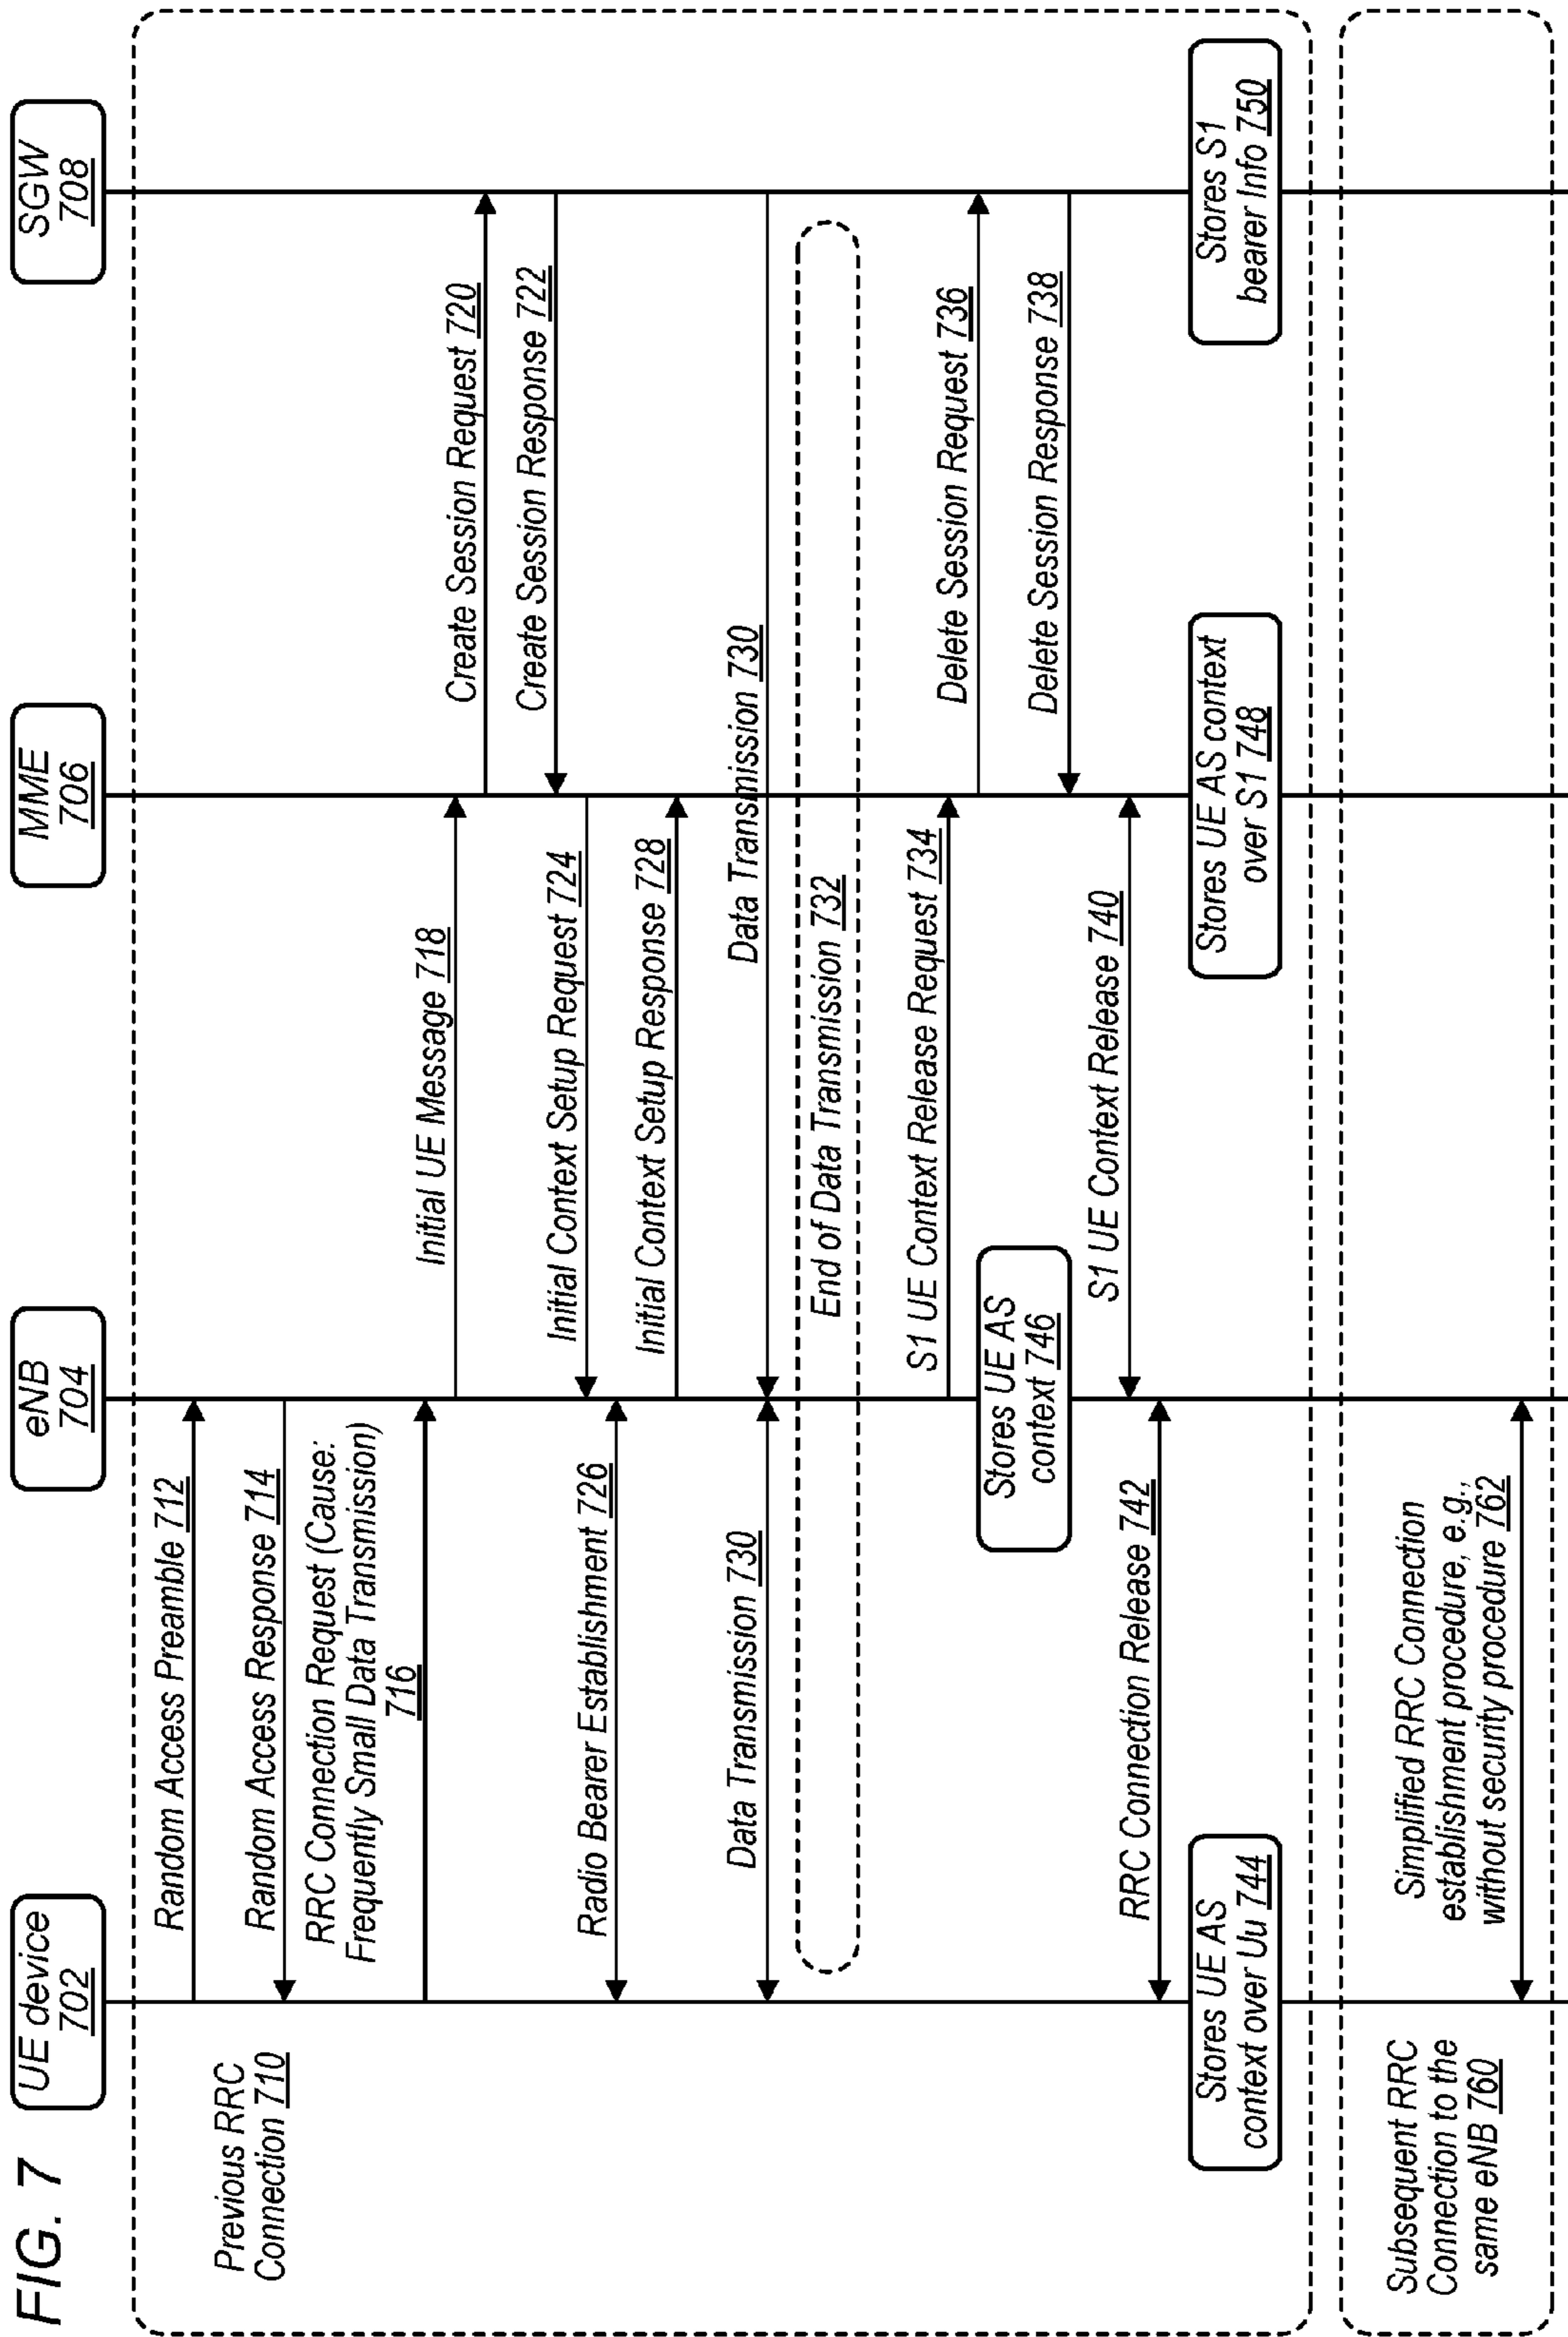 FIG. 7
UE device
702
eNB
704
MME
706
SGW
708
Previous RRC
Connection 710
Random Access Preamble 712
Random Access Response 714
RRC Connection Request (Cause:
Frequently Small Data Transmission)
716
Initial UE Message 718
Create Session Request 720
Create Session Response 722
Initial Context Setup Request 724
Radio Bearer Establishment 726
Initial Context Setup Response 728
Data Transmission 730
Data Transmission 730
End of Data Transmission 732
S1 UE Context Release Request 734
Delete Session Request 736
Stores UE AS
context 746
Delete Session Response 738
S1 UE Context Release 740
RRC Connection Release 742
Stores UE AS
context over Uu 744
Stores UE AS context
over S1 748
Stores S1
bearer Info 750
Subsequent RRC
Connection to the
same eNB 760
Simplified RRC Connection
establishment procedure, e.g.,
without security procedure 762